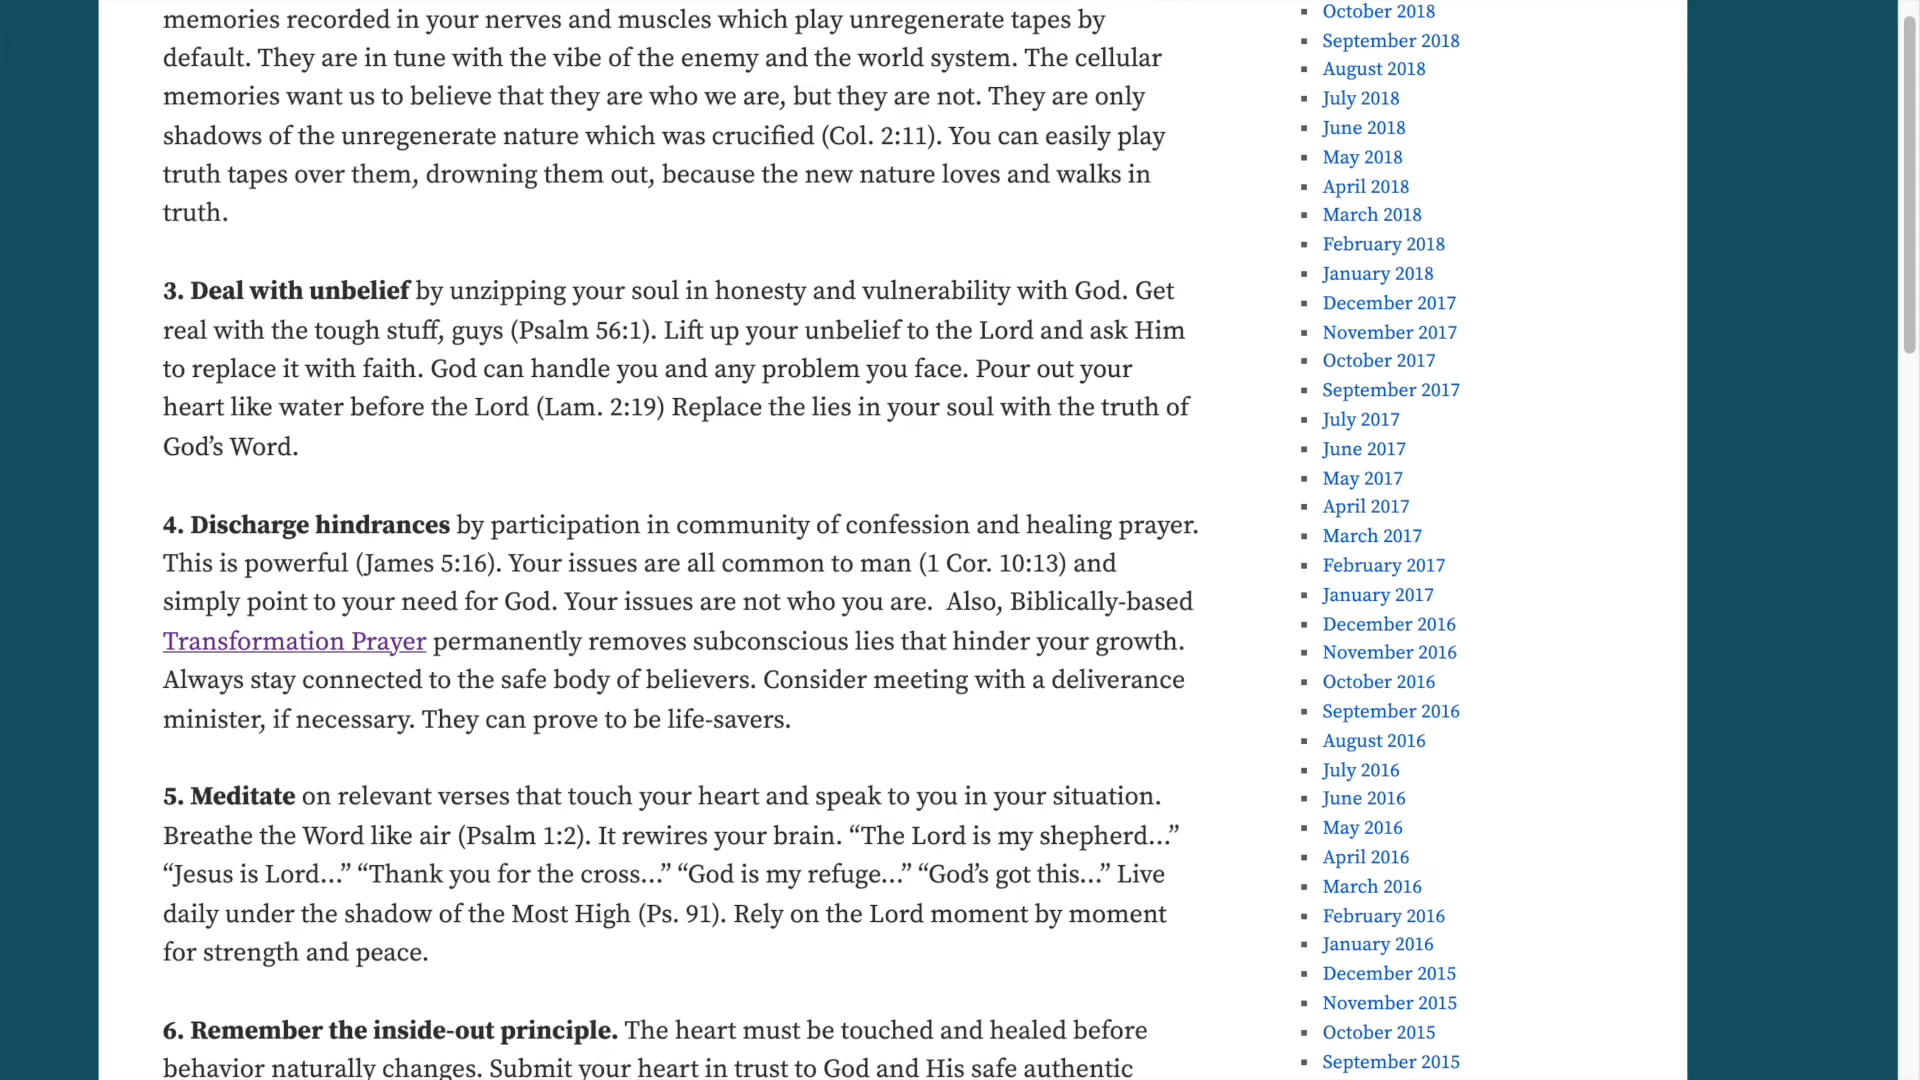 memories recorded in your nerves and muscles which play unregenerate tapes by
default. They are in tune with the vibe of the enemy and the world system. The cellular
memories want us to believe that they are who we are, but they are not. They are only
shadows of the unregenerate nature which was crucified (Col. 2:11). You can easily play
truth tapes over them, drowning them out, because the new nature loves and walks in
truth.
3. Deal with unbelief by unzipping your soul in honesty and vulnerability with God. Get
real with the tough stuff, guys (Psalm 56:1). Lift up your unbelief to the Lord and ask Him
to replace it with faith. God can handle you and any problem you face. Pour out your
heart like water before the Lord (Lam. 2:19) Replace the lies in your soul with the truth of
God’s Word.
4. Discharge hindrances by participation in community of confession and healing prayer.
This is powerful (James 5:16). Your issues are all common to man (1 Cor. 10:13) and
simply point to your need for God. Your issues are not who you are.  Also, Biblically-based
Transformation Prayer permanently removes subconscious lies that hinder your growth.
Always stay connected to the safe body of believers. Consider meeting with a deliverance
minister, if necessary. They can prove to be life-savers.
5. Meditate on relevant verses that touch your heart and speak to you in your situation.
Breathe the Word like air (Psalm 1:2). It rewires your brain. “The Lord is my shepherd…”
“Jesus is Lord…” “Thank you for the cross…” “God is my refuge…” “God’s got this…” Live
daily under the shadow of the Most High (Ps. 91). Rely on the Lord moment by moment
for strength and peace.
6. Remember the inside-out principle. The heart must be touched and healed before
behavior naturally changes. Submit your heart in trust to God and His safe authentic
October 2018
September 2018
August 2018
July 2018
June 2018
May 2018
April 2018
March 2018
February 2018
January 2018
December 2017
November 2017
October 2017
September 2017
July 2017
June 2017
May 2017
April 2017
March 2017
February 2017
January 2017
December 2016
November 2016
October 2016
September 2016
August 2016
July 2016
June 2016
May 2016
April 2016
March 2016
February 2016
January 2016
December 2015
November 2015
October 2015
September 2015